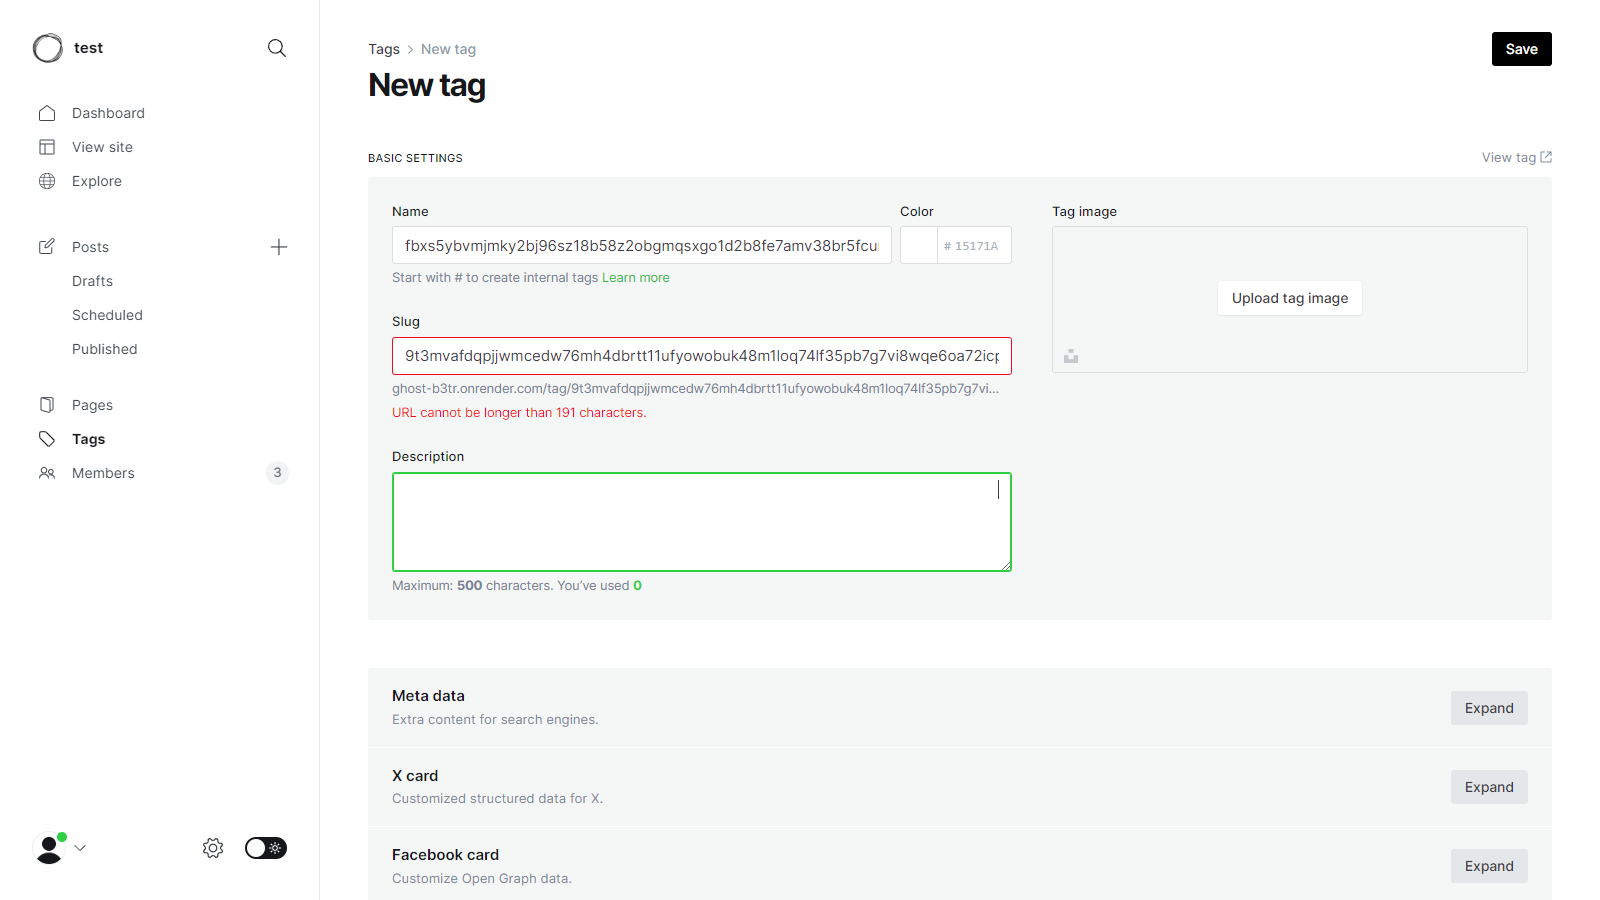 test
Dashboard
View site
Explore
Posts
Drafts
Scheduled
Published
Pages
Tags
Members
3
Tags > New tag
New tag
Save
BASIC SETTINGS
View tag
Name
fbxs5ybvmjmky2bj96sz18b58z2obgmqsxgo1d2b8fe7amv38br5fcu
Start with # to create internal tags Learn more
Color
# 15171A
Tag image
Upload tag image
Slug
9t3mvafdqpjjwmcedw76mh4dbrtt11ufyowobuk48m1loq74lf35pb7g7vi8wqe6oa72icp
ghost-b3tr.onrender.com/tag/9t3mvafdqpjjwmcedw76mh4dbrtt11ufyowobuk48m1loq74lf35pb7g7vi...
URL cannot be longer than 191 characters.
Description
Maximum: 500 characters. You've used 0
Meta data
Extra content for search engines.
Expand
X card
Customized structured data for X.
Expand
Facebook card
Customize Open Graph data.
Expand